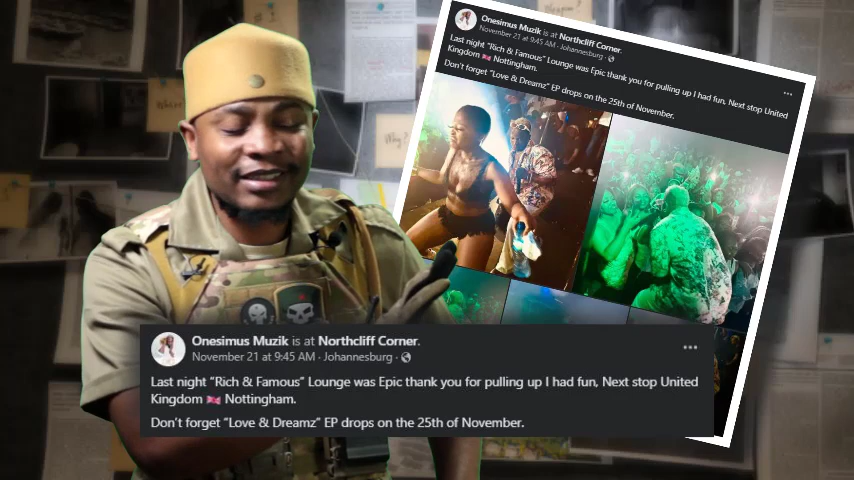 Onesimus Muzik is at Northcliff Corner.
November 21 at 9:45 AM · Johannesburg ·
Last night "Rich & Famous" Lounge was Epic thank you for pulling up I had fun, Next stop United
Kingdom 🇬🇧 Nottingham.
Don't forget "Love & Dreamz" EP drops on the 25th of November.
Why?
Onesimus Muzik is at Northcliff Corner.
November 21 at 9:45 AM · Johannesburg ·
Last night "Rich & Famous" Lounge was Epic thank you for pulling up I had fun, Next stop United
Kingdom 🇬🇧 Nottingham.
Don't forget "Love & Dreamz" EP drops on the 25th of November.